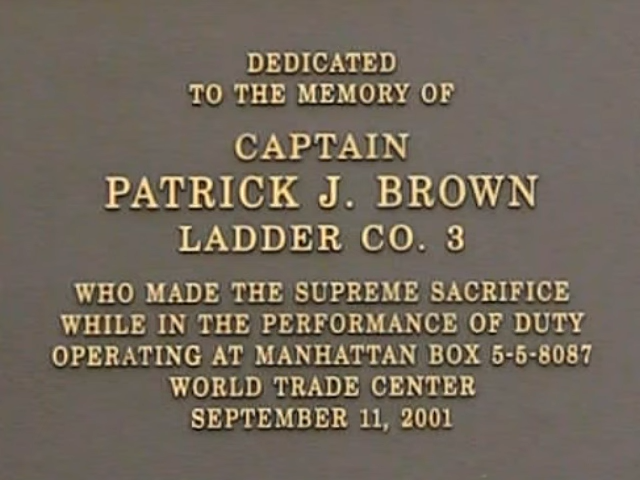 DEDICATED
TO THE MEMORY OF
CAPTAIN
PATRICK J. BROWN
LADDER CO. 3
WHO MADE THE SUPREME SACRIFICE
WHILE IN THE PERFORMANCE OF DUTY
OPERATING AT MANHATTAN BOX 5-5-8087
WORLD TRADE CENTER
SEPTEMBER 11, 2001